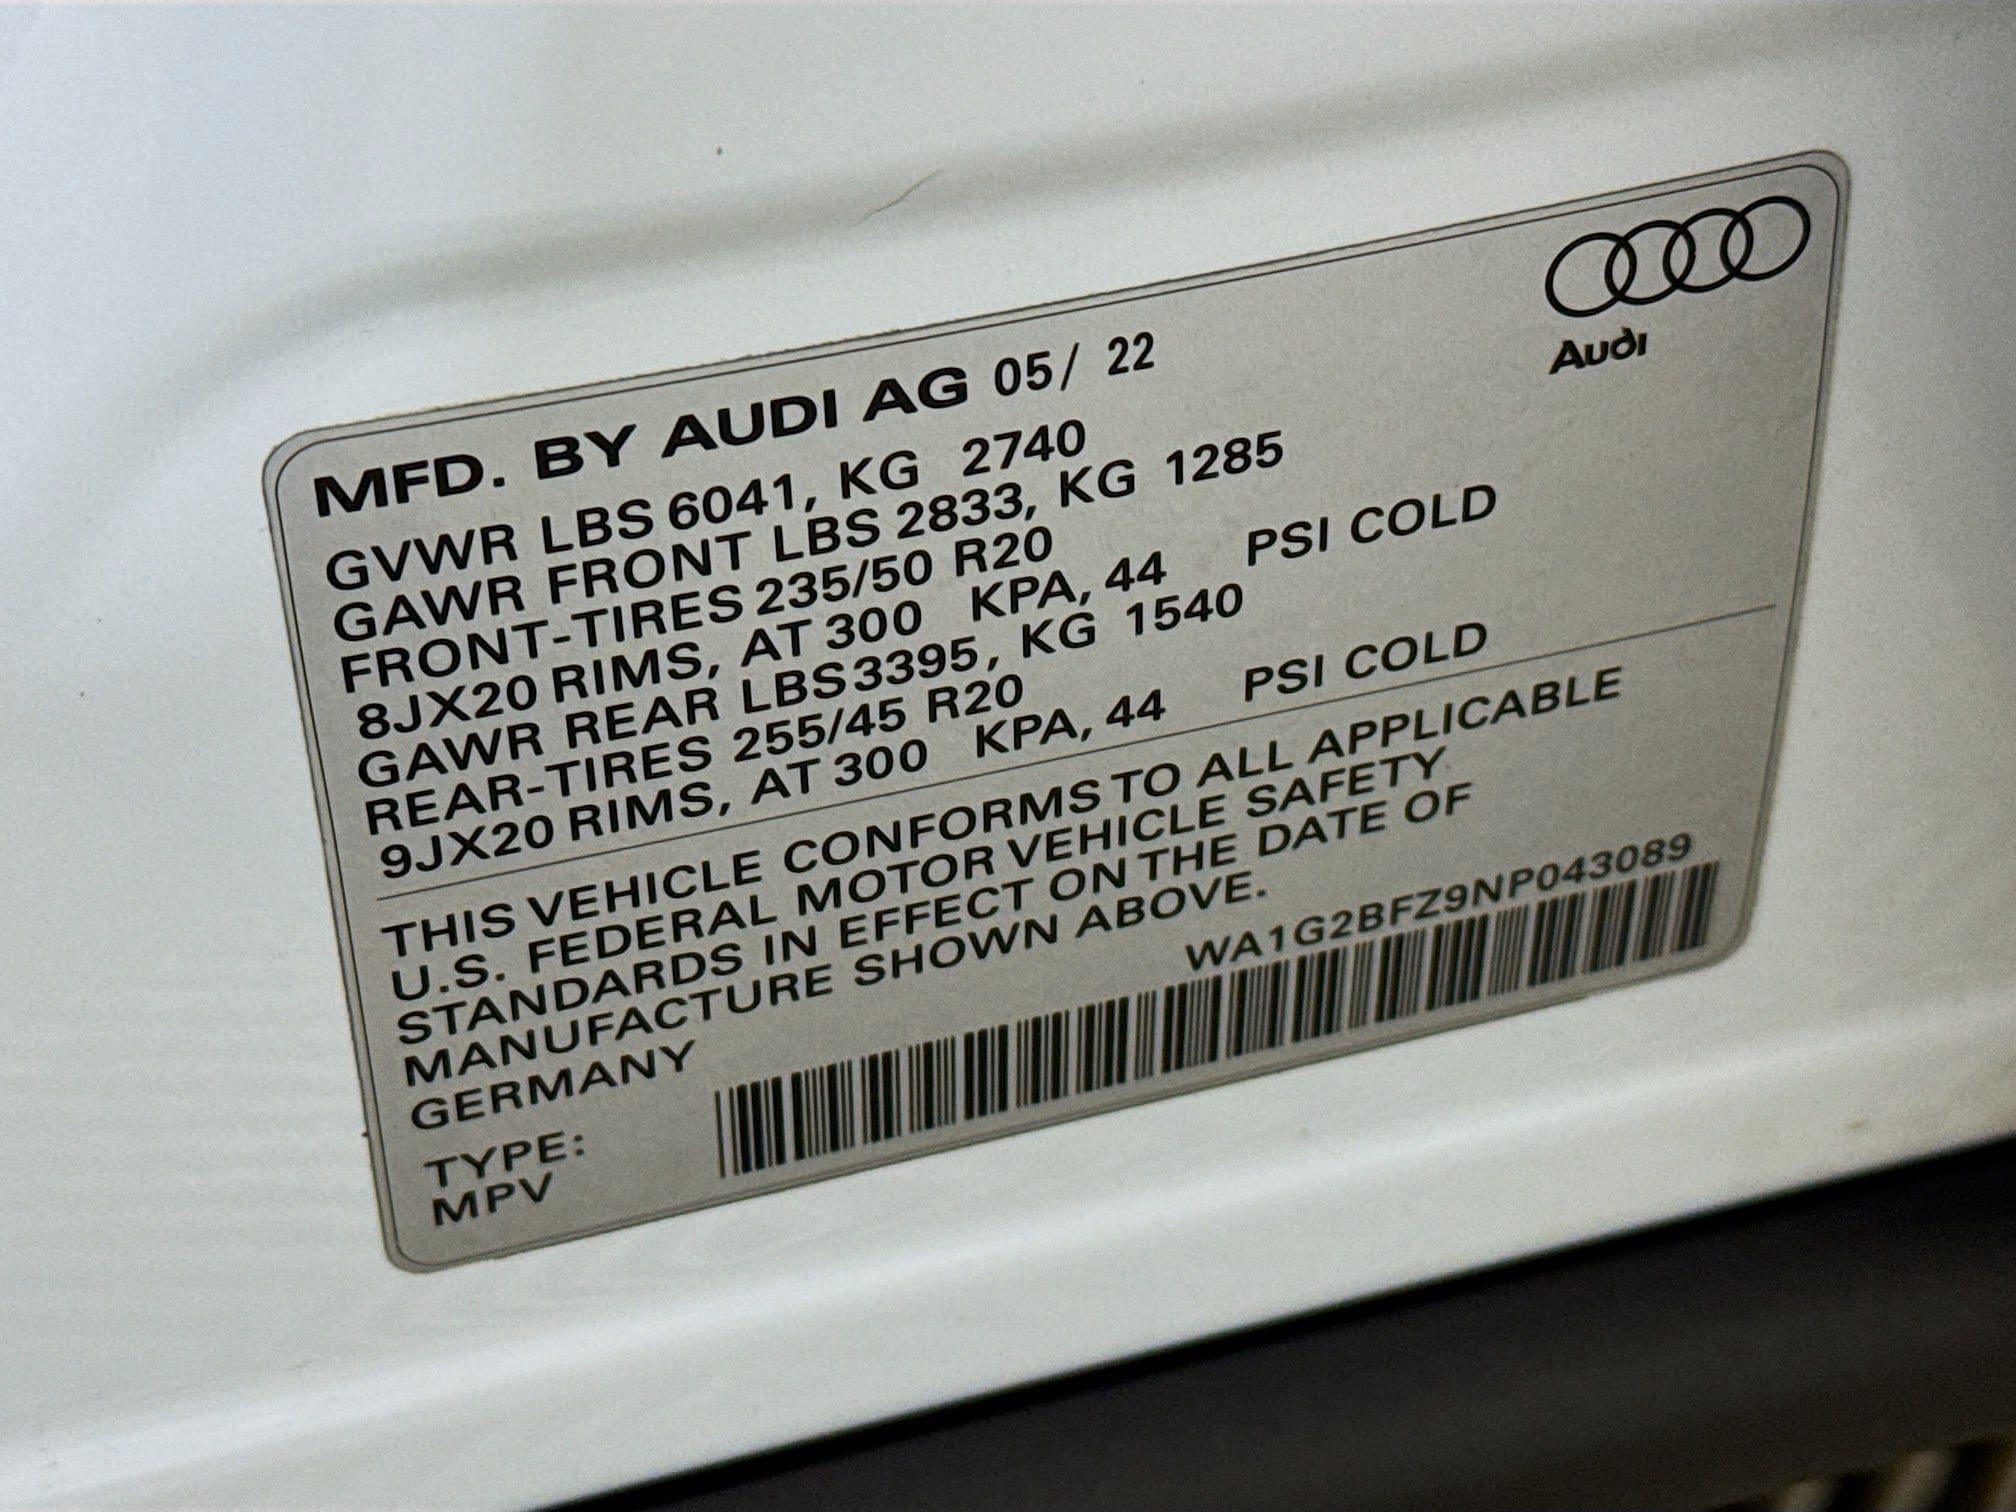 Audi
MFD. BY AUDI AG 05/ 22
GVWR LBS 6041, KG 2740
GAWR FRONT LBS 2833, KG 1285
FRONT-TIRES 235/50 R20
8JX20 RIMS, AT 300 KPA, 44 PSI COLD
GAWR REAR LBS3395, KG 1540
REAR-TIRES 255/45 R20
9JX20 RIMS, AT 300 KPA, 44 PSI COLD
THIS VEHICLE CONFORMS TO ALL APPLICABLE
U.S. FEDERAL MOTOR VEHICLE SAFETY
STANDARDS IN EFFECT ON THE DATE OF
MANUFACTURE SHOWN ABOVE.
WA1G2BFZ9NP043089
GERMANY
TYPE:
MPV